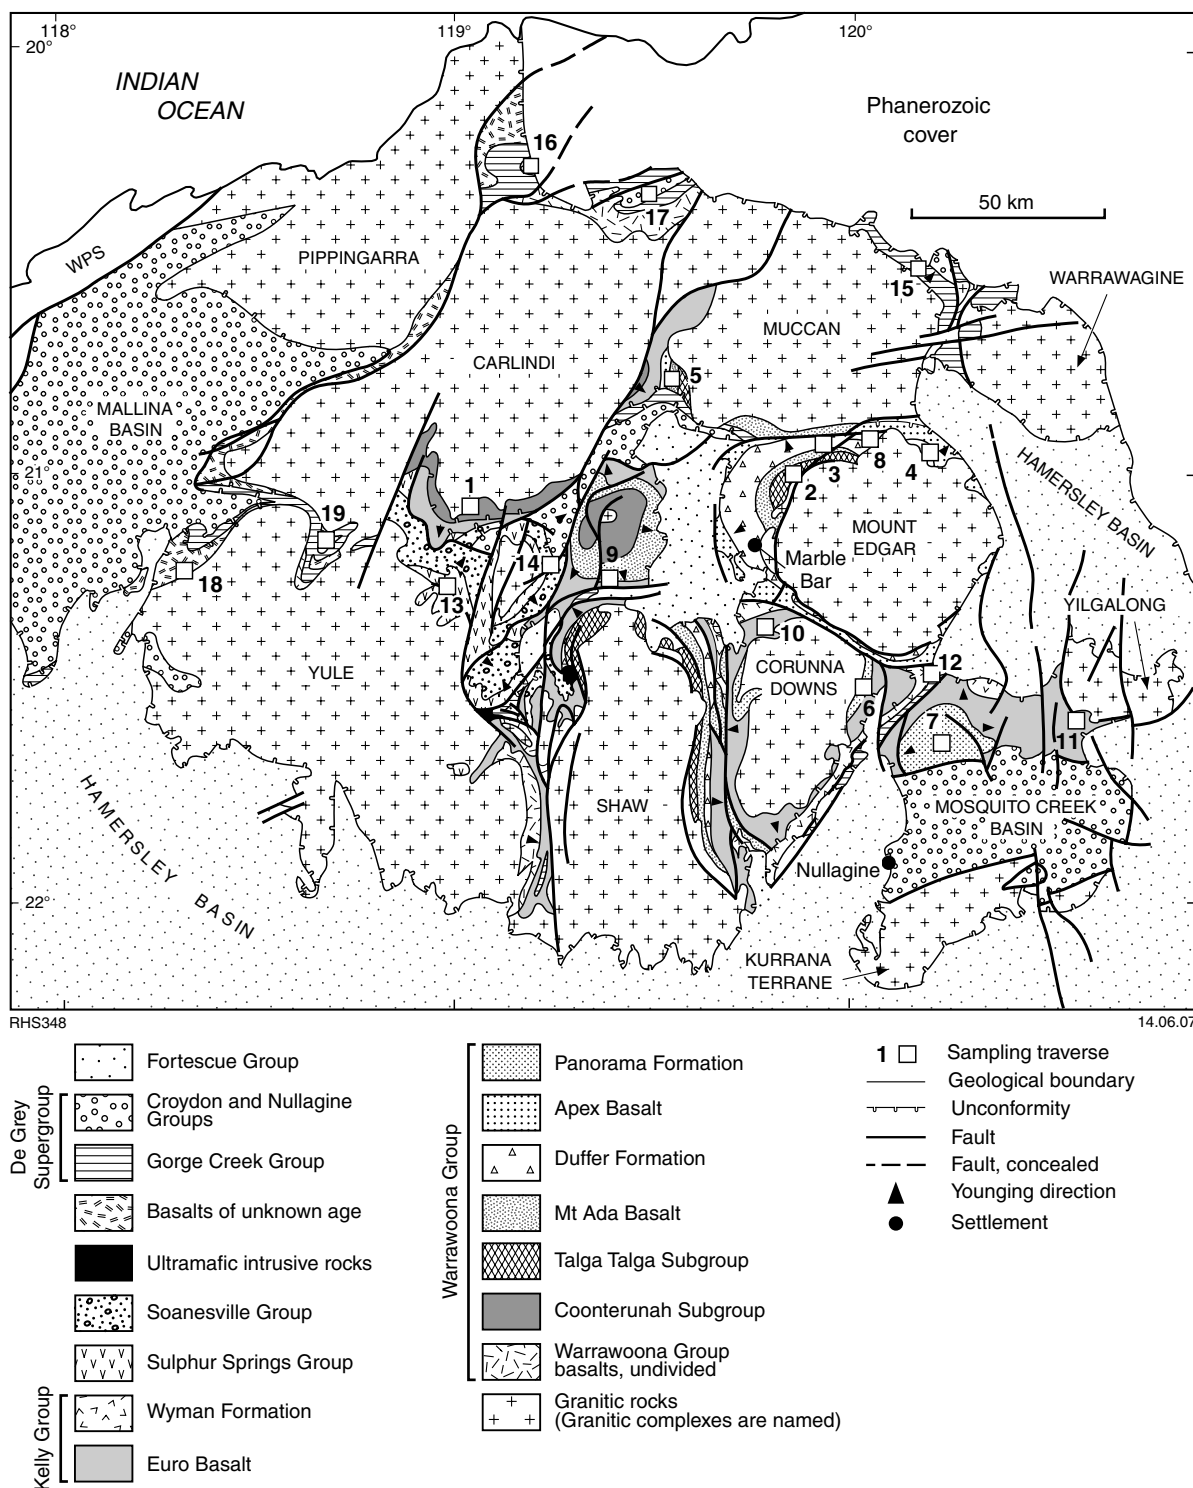 118°
119°
120°
20°
INDIAN
OCEAN
Phanerozoic
cover
16
50 km
17
WPS
PIPPINGARRA
15
WARRAWAGINE
MUCCAN
CARLINDI
5
MALLINA
BASIN
HAMERSLEY BASIN
21°
1
2
3
8
4
19
MOUNT
EDGAR
14
9
Marble
Bar
18
13
YILGALONG
10
YULE
CORUNNA
DOWNS
12
6
7
11
HAMERSLEY
BASIN
SHAW
MOSQUITO CREEK
BASIN
Nullagine
22°
KURRANA
TERRANE
RHS348
14.06.07
Fortescue Group
De Grey
Supergroup
Croydon and Nullagine
Groups
Gorge Creek Group
Basalts of unknown age
Ultramafic intrusive rocks
Soanesville Group
Sulphur Springs Group
Kelly Group
Wyman Formation
Euro Basalt
Warrawoona Group
Panorama Formation
Apex Basalt
Duffer Formation
Mt Ada Basalt
Talga Talga Subgroup
Coonterunah Subgroup
Warrawoona Group
basalts, undivided
Granitic rocks
(Granitic complexes are named)
1 Sampling traverse
Geological boundary
Unconformity
Fault
Fault, concealed
Younging direction
Settlement